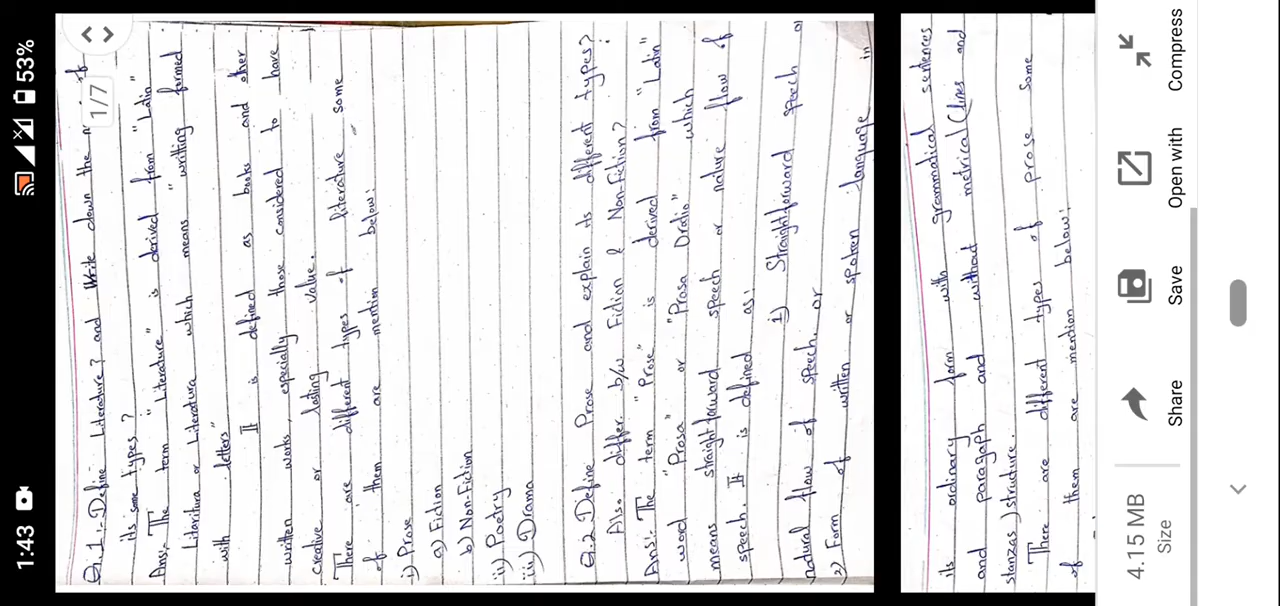 1:43
53%
1/7
Q.1:- Define Literature? and Write down the
its some types?
Ans:- The term "Literature" is derived from "Latin"
Litaritura or Literatura which means "writting formed
with letters"
It is defined as books and other
written works, especially those considered to have
creative or lasting value.
There are different types of literature some
of them are mention below:
i) Prose
a) Fiction
b) Non-Fiction
ii) Poetry
iii) Drama
Q.2 Define Prose and explain its different types?
Also differ. b/w Fiction & Non-Fiction?
Ans:- The term "Prose" is derived from "Latin"
word "Prosa" or "Prosa Oratio" which
means straightforward speech or nature flow of
speech. It is defined as:
i) Straightforward speech or
natural flow of speech, or
2) Form of written or spoken language in
its ordinary form with grammatical sentences
and paragaph and without metrical (lines and
stanzas) structure.
There are different types of prose some
of them are mention below:
4.15 MB
Size
Share
Save
Open with
Compress